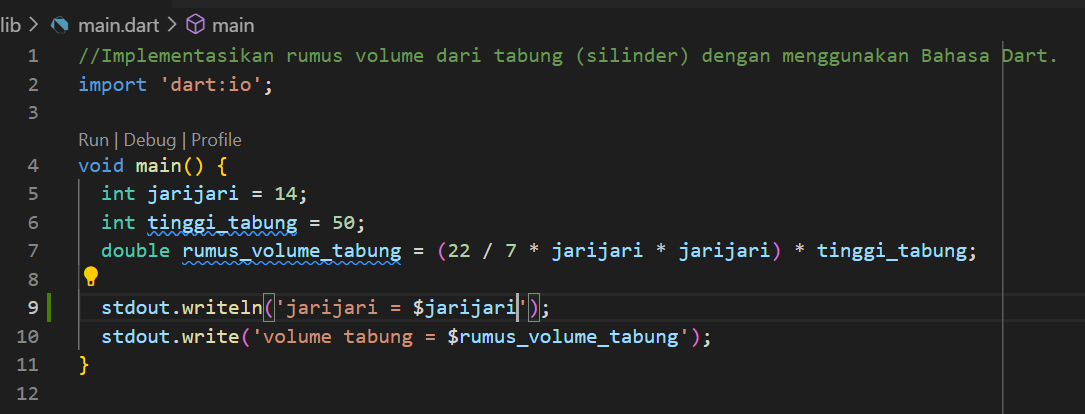 lib > main.dart > main
1 //Implementasikan rumus volume dari tabung (silinder) dengan menggunakan Bahasa Dart.
2 import 'dart:io';
3
Run | Debug | Profile
4 void main() {
5   int jarijari = 14;
6   int tinggi_tabung = 50;
7   double rumus_volume_tabung = (22 / 7 * jarijari * jarijari) * tinggi_tabung;
8
9   stdout.writeln('jarijari = $jarijari');
10   stdout.write('volume tabung = $rumus_volume_tabung');
11 }
12